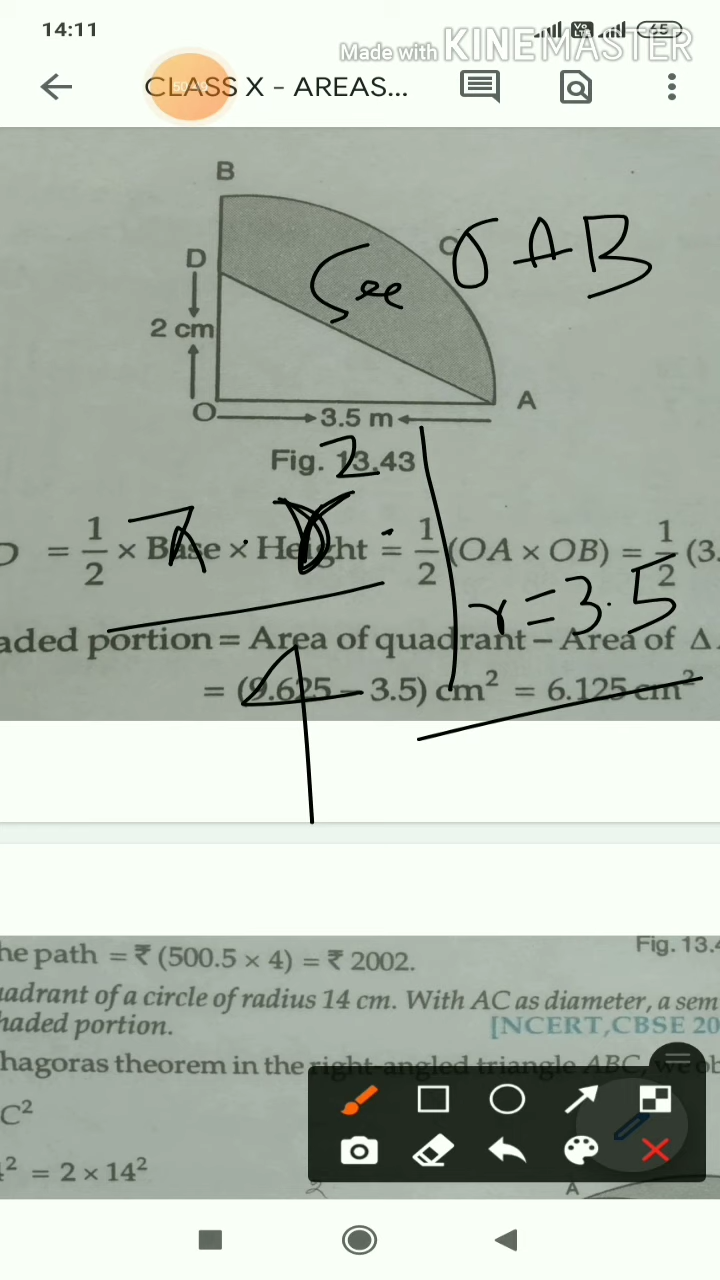 14:11
65
Made with KINEMASTER
CLASS X - AREAS...
B
Sec OAB
C
D
2 cm
O
3.5 m
A
Fig. 13.43
2
π r
= 1/2 × Base × Height = 1/2 (OA × OB) = 1/2 (3.
r = 3.5
aded portion = Area of quadrant – Area of Δ
4
= (9.625 – 3.5) cm² = 6.125 cm²
Fig. 13.4
he path = ₹ (500.5 × 4) = ₹ 2002.
uadrant of a circle of radius 14 cm. With AC as diameter, a sem
haded portion. [NCERT,CBSE 20
hagoras theorem in the right-angled triangle ABC, we ob
C²
² = 2 × 14²
A